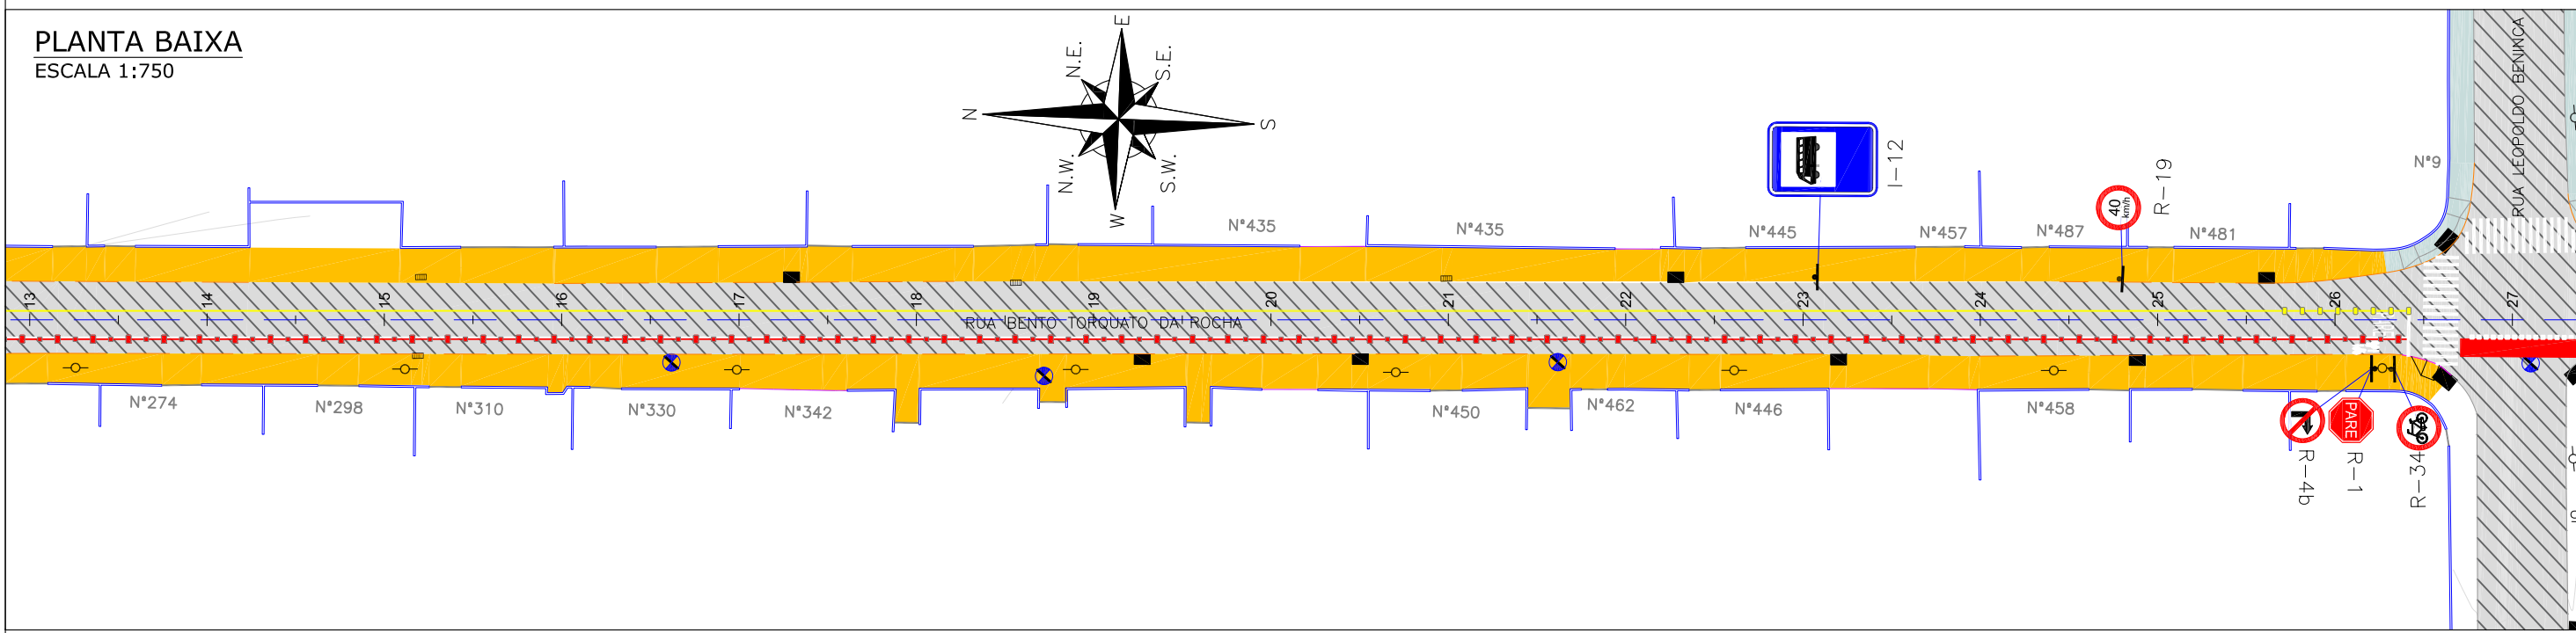 PLANTA BAIXA
ESCALA 1:750
N
N.E.
E
S.E.
S
S.W.
W
N.W.
I-12
40
km/h
R-19
N°9
RUA LEOPOLDO BENINCA
N°435
N°435
N°445
N°457
N°487
N°481
13
14
15
16
17
18
19
20
21
22
23
24
25
26
27
RUA BENTO TORQUATO DA ROCHA
N°274
N°298
N°310
N°330
N°342
N°450
N°462
N°446
N°458
PARE
R-4b
R-1
R-34